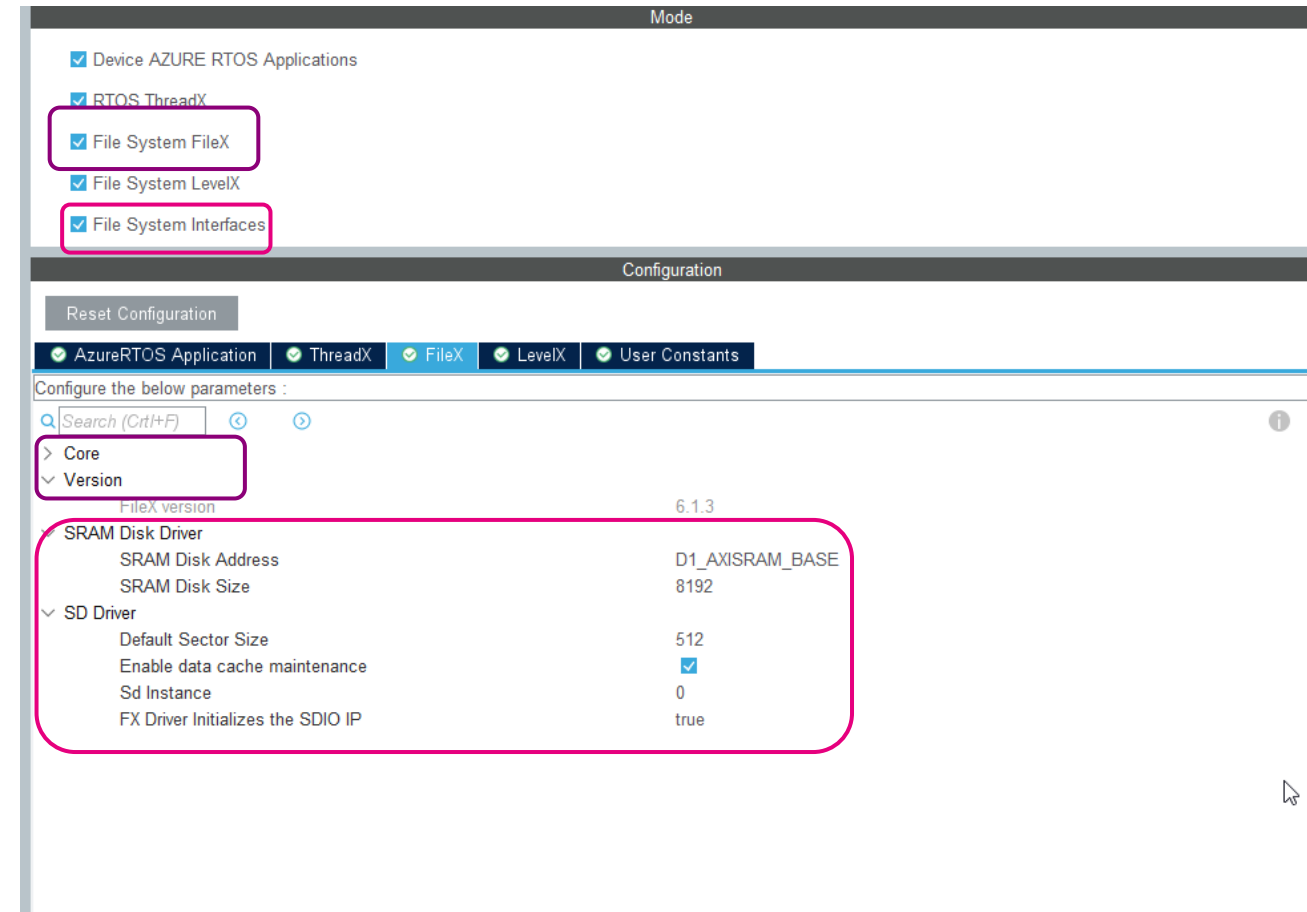 Mode
Device AZURE RTOS Applications
RTOS ThreadX
File System FileX
File System LevelX
File System Interfaces
Configuration
Reset Configuration
AzureRTOS Application ThreadX FileX LevelX User Constants
Configure the below parameters :
Search (Crtl+F)
Core
Version
FileX version 6.1.3
SRAM Disk Driver
SRAM Disk Address D1_AXISRAM_BASE
SRAM Disk Size 8192
SD Driver
Default Sector Size 512
Enable data cache maintenance
Sd Instance 0
FX Driver Initializes the SDIO IP true